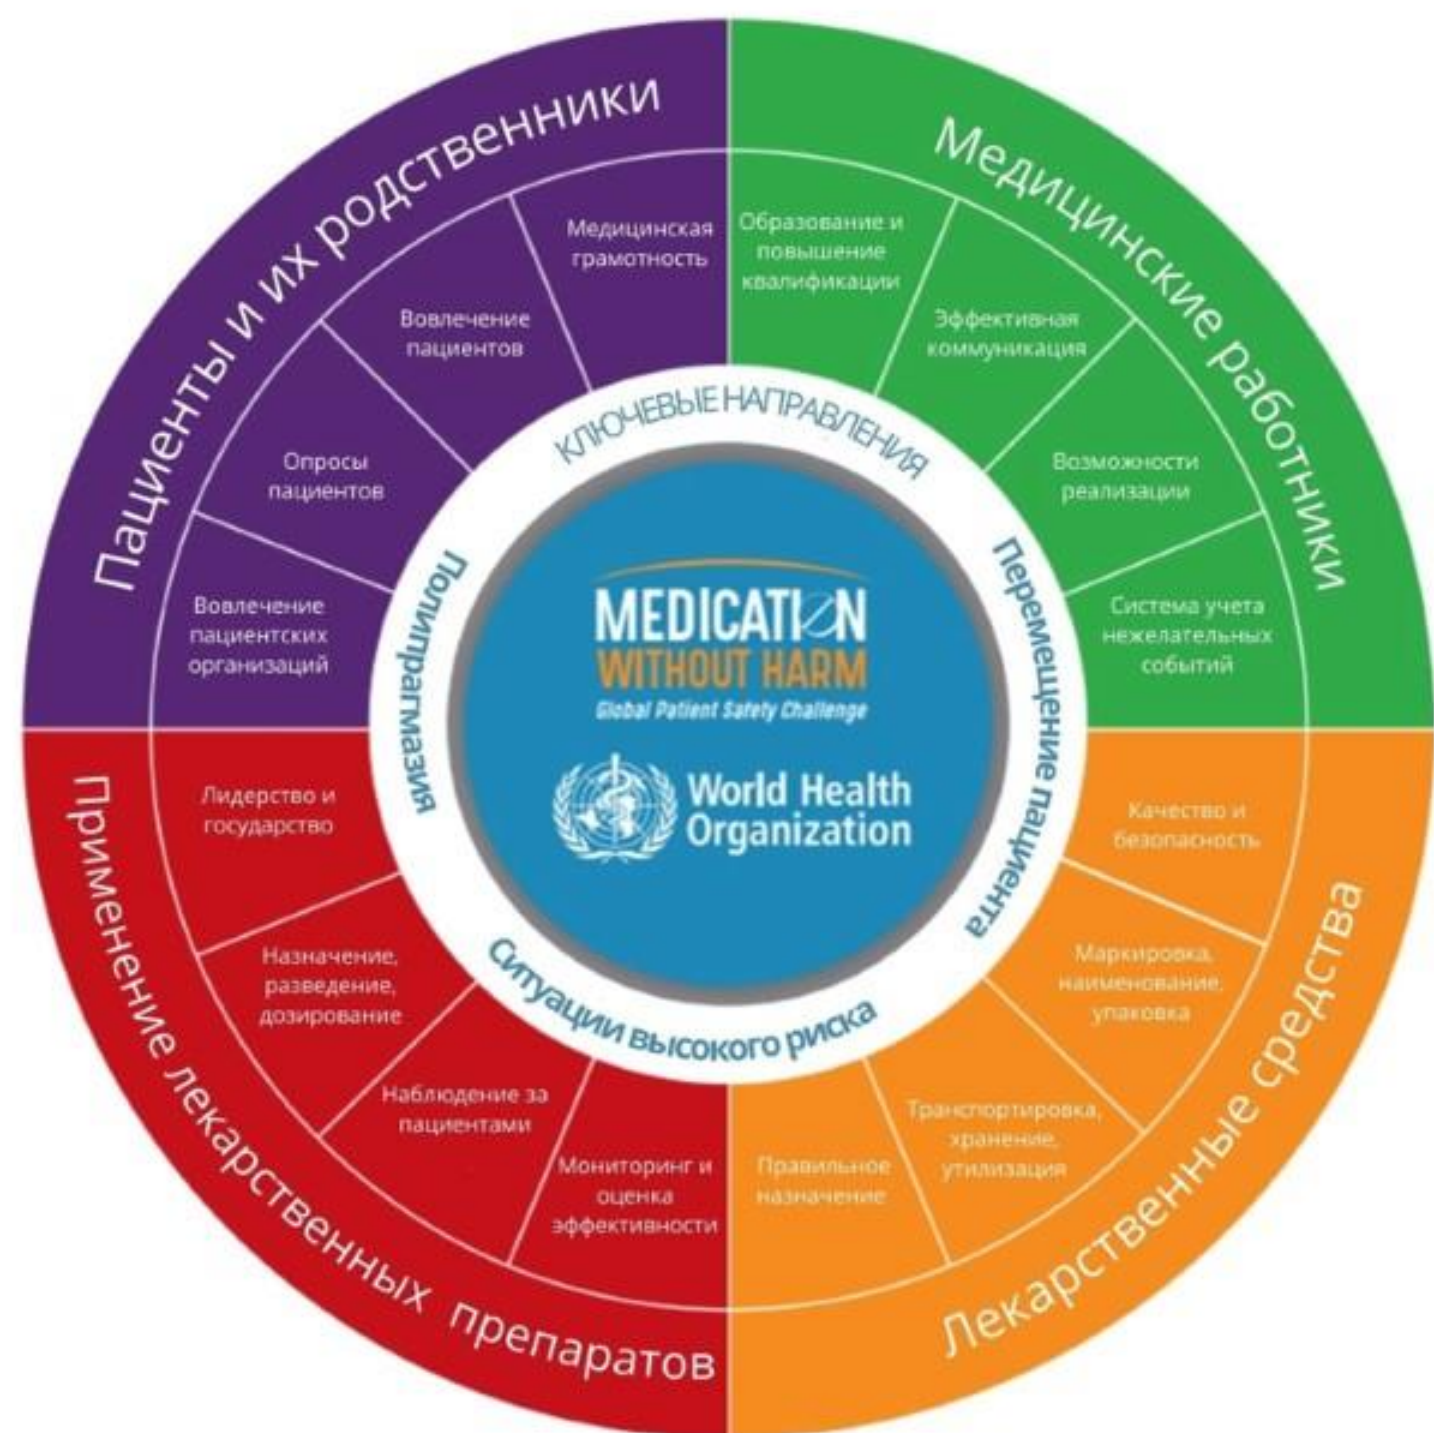 Пациенты и их родственники
Медицинская
грамотность
Вовлечение
пациентов
Опросы
пациентов
Вовлечение
пациентских
организаций
Медицинские работники
Образование и
повышение
квалификации
Эффективная
коммуникация
Возможности
реализации
Система учета
нежелательных
событий
Лекарственные средства
Качество и
безопасность
Маркировка,
наименование,
упаковка
Транспортировка,
хранение,
утилизация
Правильное
назначение
Применение лекарственных препаратов
Лидерство и
государство
Назначение,
разведение,
дозирование
Наблюдение за
пациентами
Мониторинг и
оценка
эффективности
КЛЮЧЕВЫЕ НАПРАВЛЕНИЯ
Полипрагмазия
Перемещение пациента
Ситуации высокого риска
MEDICATION
WITHOUT HARM
Global Patient Safety Challenge
World Health
Organization